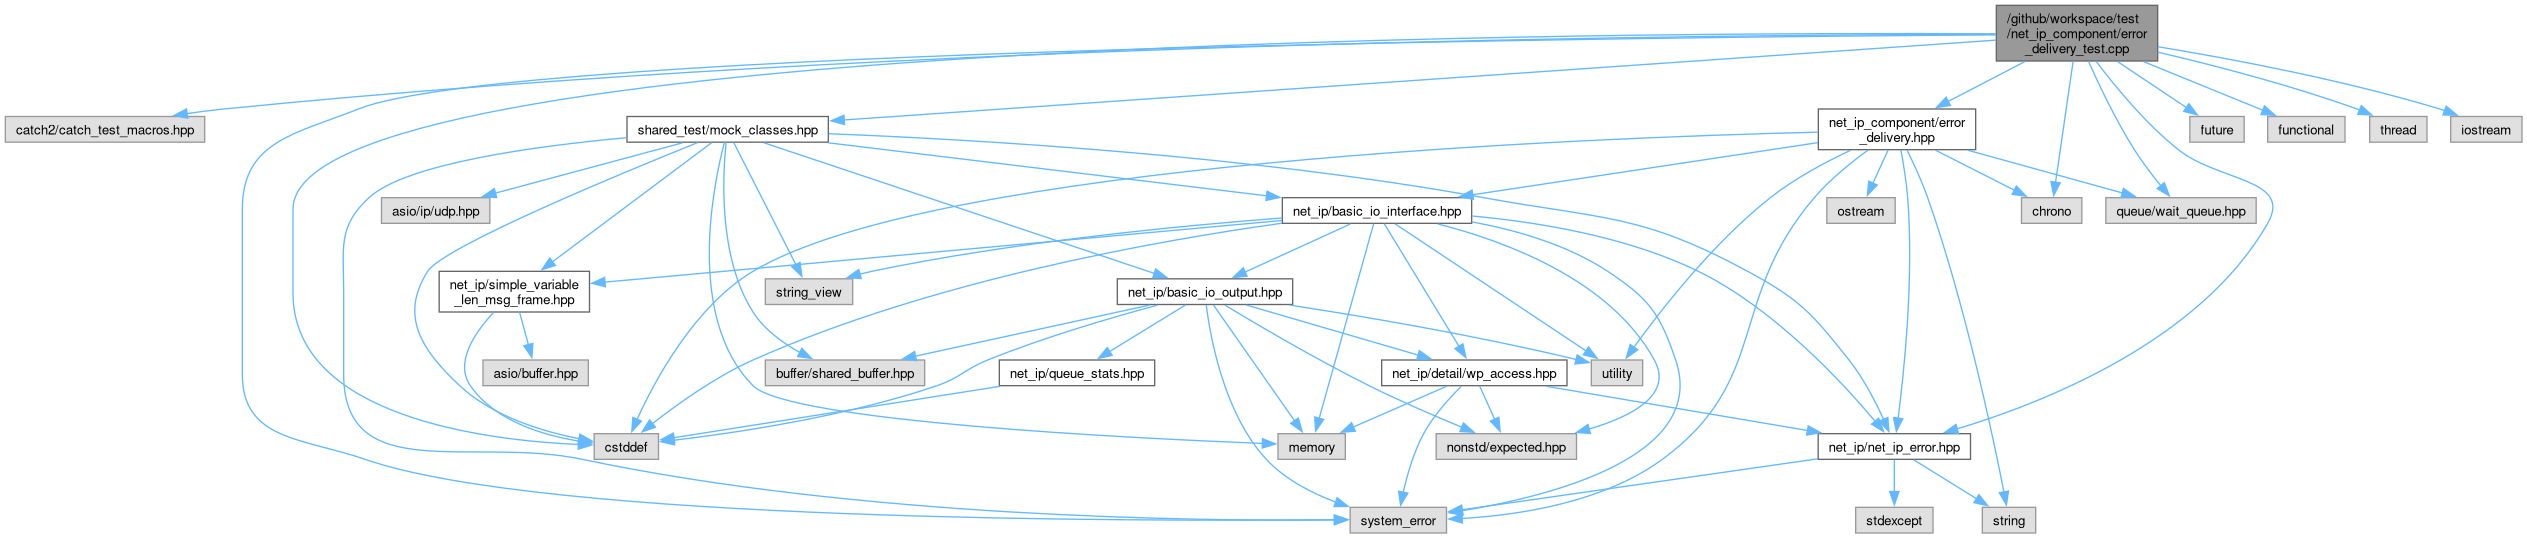 /github/workspace/test
/net_ip_component/error
_delivery_test.cpp
catch2/catch_test_macros.hpp
shared_test/mock_classes.hpp
net_ip_component/error
_delivery.hpp
future
functional
thread
iostream
asio/ip/udp.hpp
net_ip/basic_io_interface.hpp
ostream
chrono
queue/wait_queue.hpp
net_ip/simple_variable
_len_msg_frame.hpp
string_view
net_ip/basic_io_output.hpp
asio/buffer.hpp
buffer/shared_buffer.hpp
net_ip/queue_stats.hpp
net_ip/detail/wp_access.hpp
utility
cstddef
memory
nonstd/expected.hpp
net_ip/net_ip_error.hpp
system_error
stdexcept
string